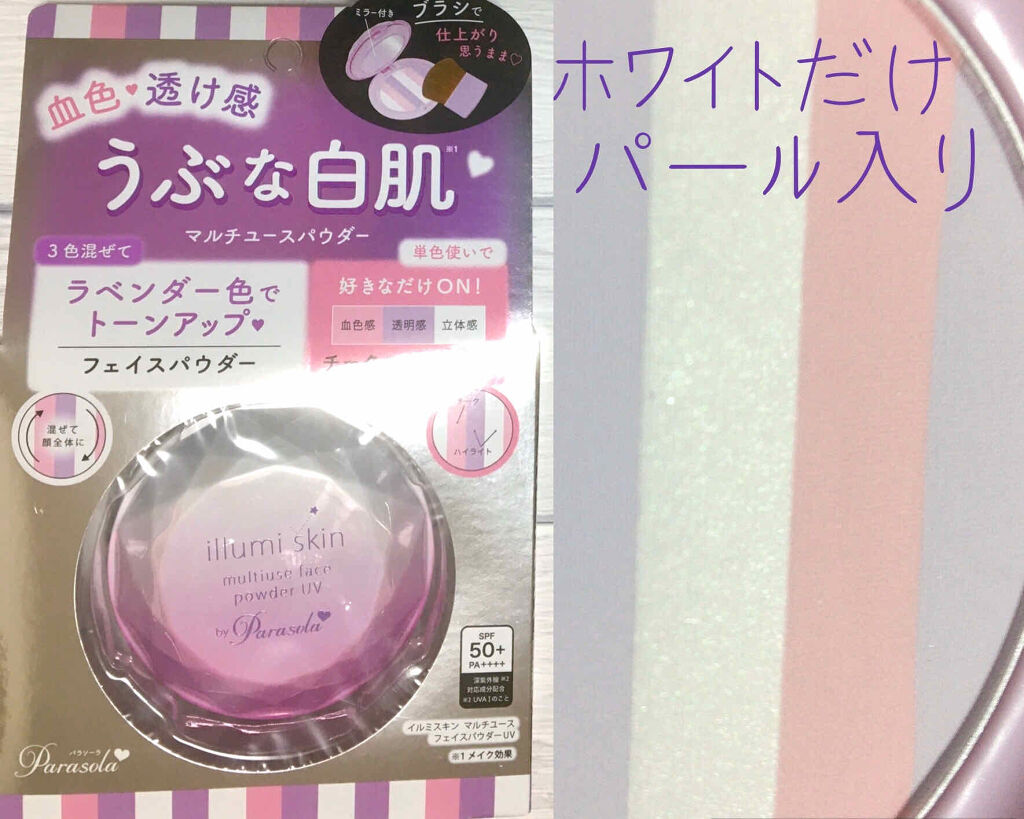 ミラー付き
ブラシで
仕上がり
思うまま♡
血色♥透け感
うぶな白肌※1
マルチユースパウダー
3色混ぜて
ラベンダー色で
トーンアップ♥
フェイスパウダー
単色使いで
好きなだけON!
血色感 透明感 立体感
混ぜて
顔全体に
ハイライト
illumi skin
multiuse face
powder UV
by Parasola
SPF
50+
PA++++
深紫外線※2
対応成分配合
※2 UVAⅠのこと
イルミスキン マルチユース
フェイスパウダーUV
※1メイク効果
パラソーラ
Parasola
ホワイトだけ
パール入り